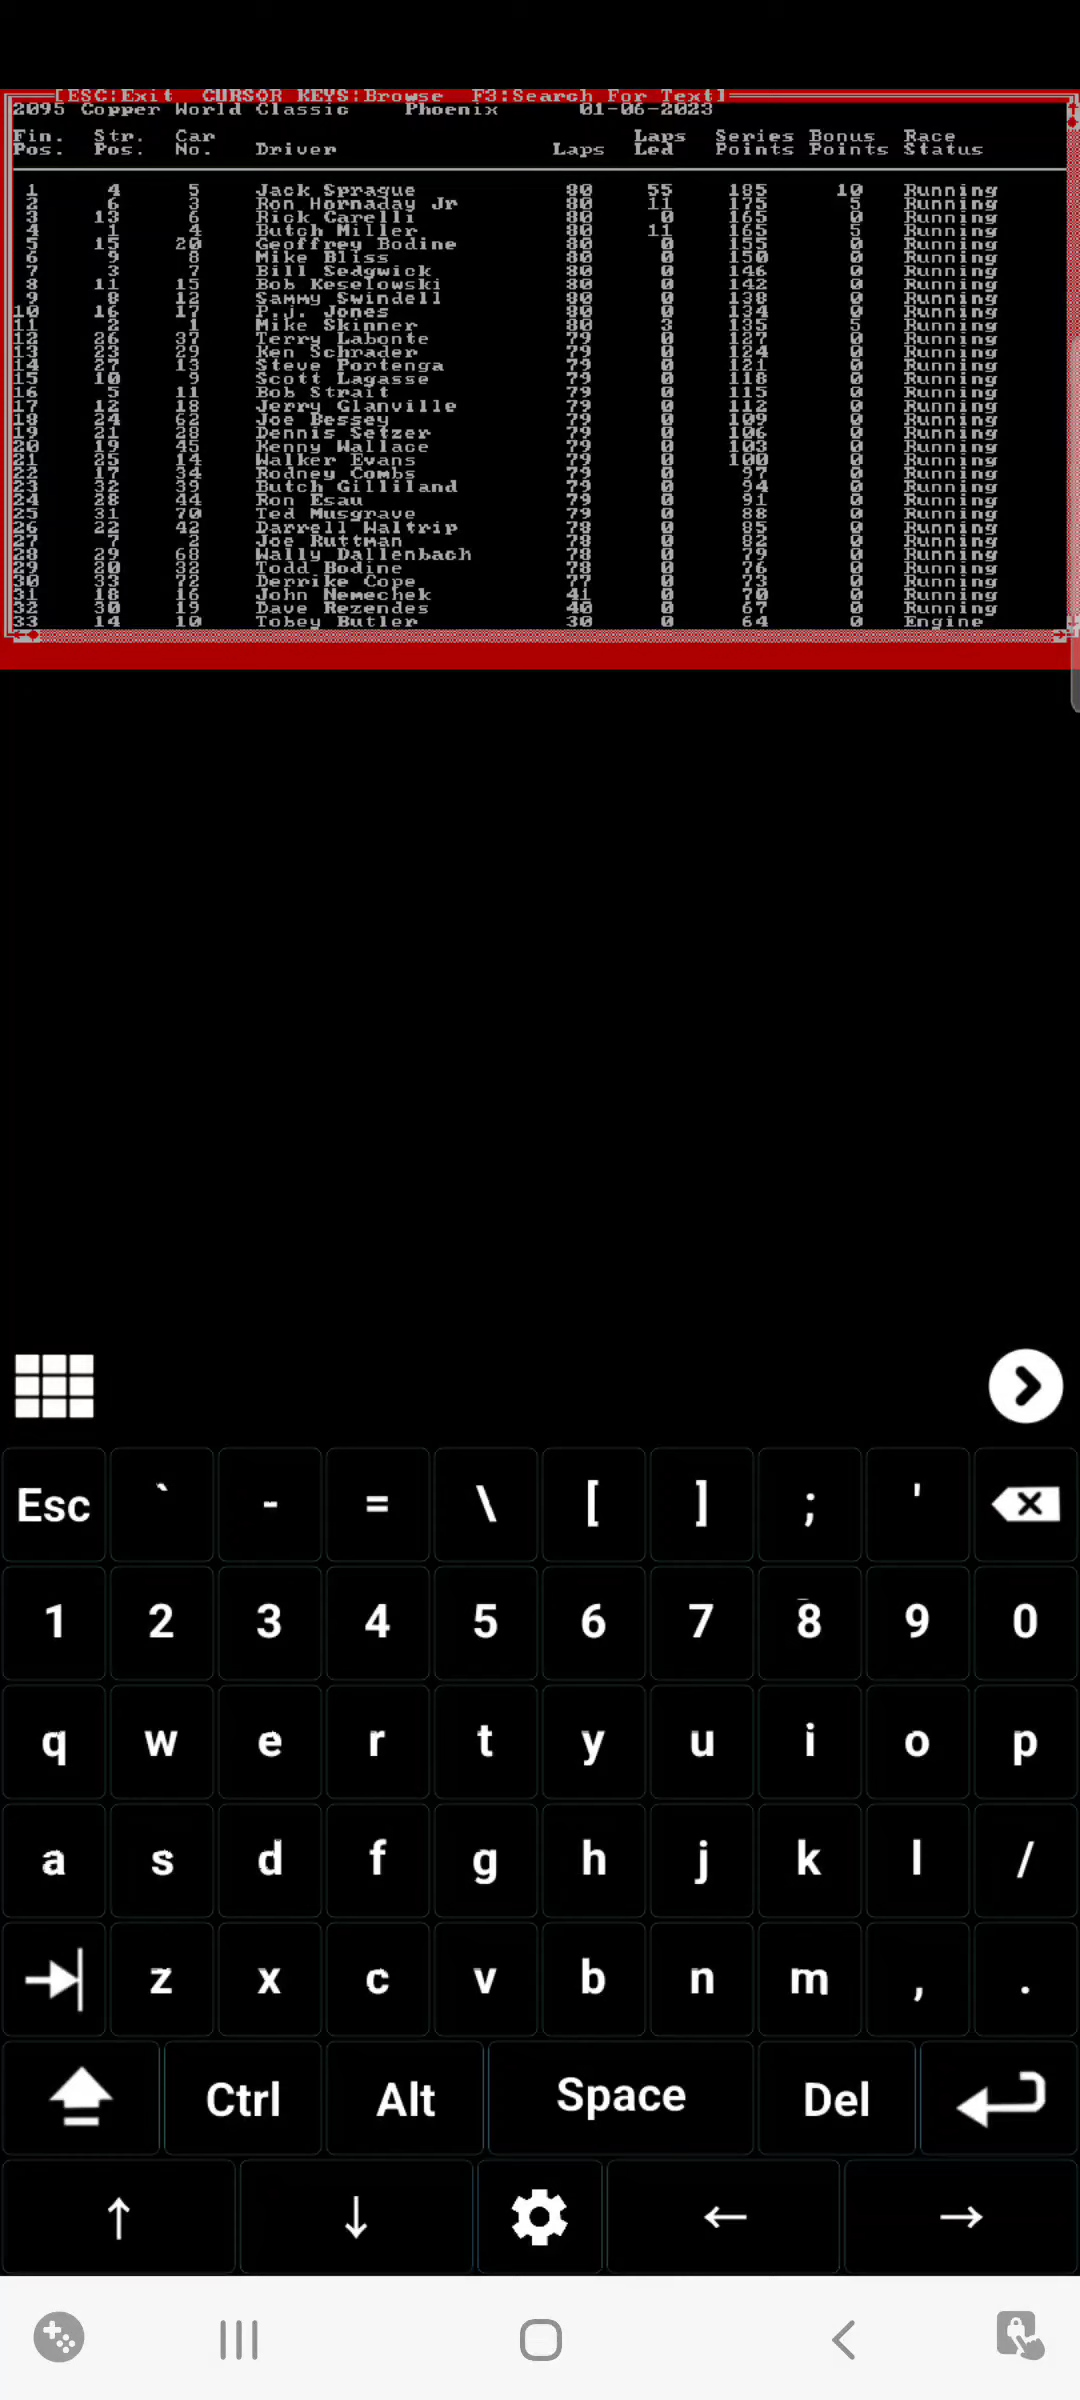 [ESC:Exit CURSOR KEYS:Browse F3:Search For Text]
2095 Copper World Classic Phoenix 01-06-2023
Fin. Str. Car Laps Series Bonus Race
Pos. Pos. No. Driver Laps Led Points Points Status
1 4 5 Jack Sprague 80 55 185 10 Running
2 6 3 Ron Hornaday Jr 80 11 175 5 Running
3 13 6 Rick Carelli 80 0 165 0 Running
4 1 4 Butch Miller 80 11 165 5 Running
5 15 20 Geoffrey Bodine 80 0 155 0 Running
6 9 8 Mike Bliss 80 0 150 0 Running
7 3 7 Bill Sedgwick 80 0 146 0 Running
8 11 15 Bob Keselowski 80 0 142 0 Running
9 8 12 Sammy Swindell 80 0 138 0 Running
10 16 17 P.j. Jones 80 0 134 0 Running
11 2 1 Mike Skinner 80 3 135 5 Running
12 26 37 Terry Labonte 79 0 127 0 Running
13 23 29 Ken Schrader 79 0 124 0 Running
14 27 13 Steve Portenga 79 0 121 0 Running
15 10 9 Scott Lagasse 79 0 118 0 Running
16 5 11 Bob Strait 79 0 115 0 Running
17 12 18 Jerry Glanville 79 0 112 0 Running
18 24 62 Joe Bessey 79 0 109 0 Running
19 21 28 Dennis Setzer 79 0 106 0 Running
20 19 45 Kenny Wallace 79 0 103 0 Running
21 25 14 Walker Evans 79 0 100 0 Running
22 17 34 Rodney Combs 79 0 97 0 Running
23 32 39 Butch Gilliland 79 0 94 0 Running
24 28 44 Ron Esau 79 0 91 0 Running
25 31 70 Ted Musgrave 79 0 88 0 Running
26 22 42 Darrell Waltrip 78 0 85 0 Running
27 7 2 Joe Ruttman 78 0 82 0 Running
28 29 68 Wally Dallenbach 78 0 79 0 Running
29 20 32 Todd Bodine 78 0 76 0 Running
30 33 72 Derrike Cope 77 0 73 0 Running
31 18 16 John Nemechek 41 0 70 0 Running
32 30 19 Dave Rezendes 40 0 67 0 Running
33 14 10 Tobey Butler 30 0 64 0 Engine
Esc ` - = \ [ ] ; '
1 2 3 4 5 6 7 8 9 0
q w e r t y u i o p
a s d f g h j k l /
z x c v b n m , .
Ctrl Alt Space Del
↑ ↓ ← →